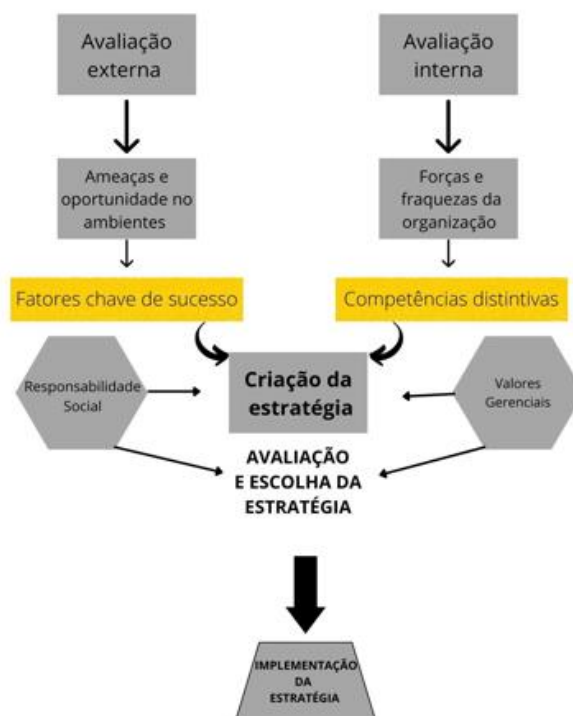 Avaliação
externa
Avaliação
interna
Ameaças e
oportunidade no
ambientes
Forças e
fraquezas da
organização
Fatores chave de sucesso
Competências distintivas
Responsabilidade
Social
Criação da
estratégia
Valores
Gerenciais
AVALIAÇÃO
E ESCOLHA DA
ESTRATÉGIA
IMPLEMENTAÇÃO
DA
ESTRATÉGIA